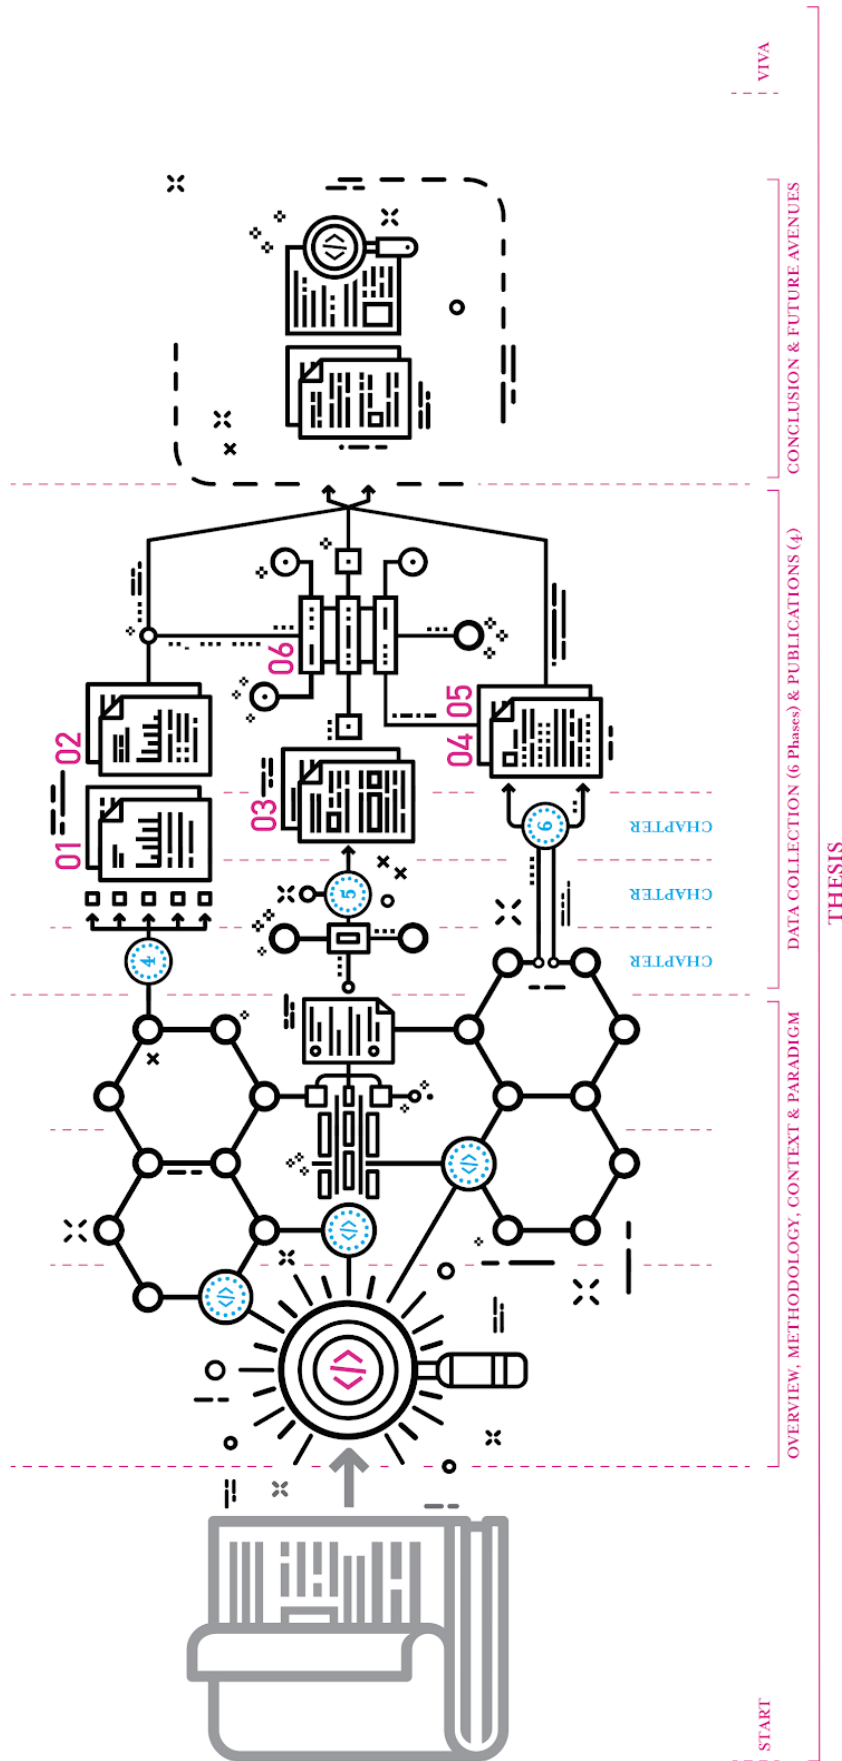 VIVA
CONCLUSION & FUTURE AVENUES
DATA COLLECTION (6 Phases) & PUBLICATIONS (4)
OVERVIEW, METHODOLOGY, CONTEXT & PARADIGM
START
THESIS
06
02
05
04
03
01
6
CHAPTER
5
CHAPTER
4
CHAPTER
</>
</>
</>
</>
</>